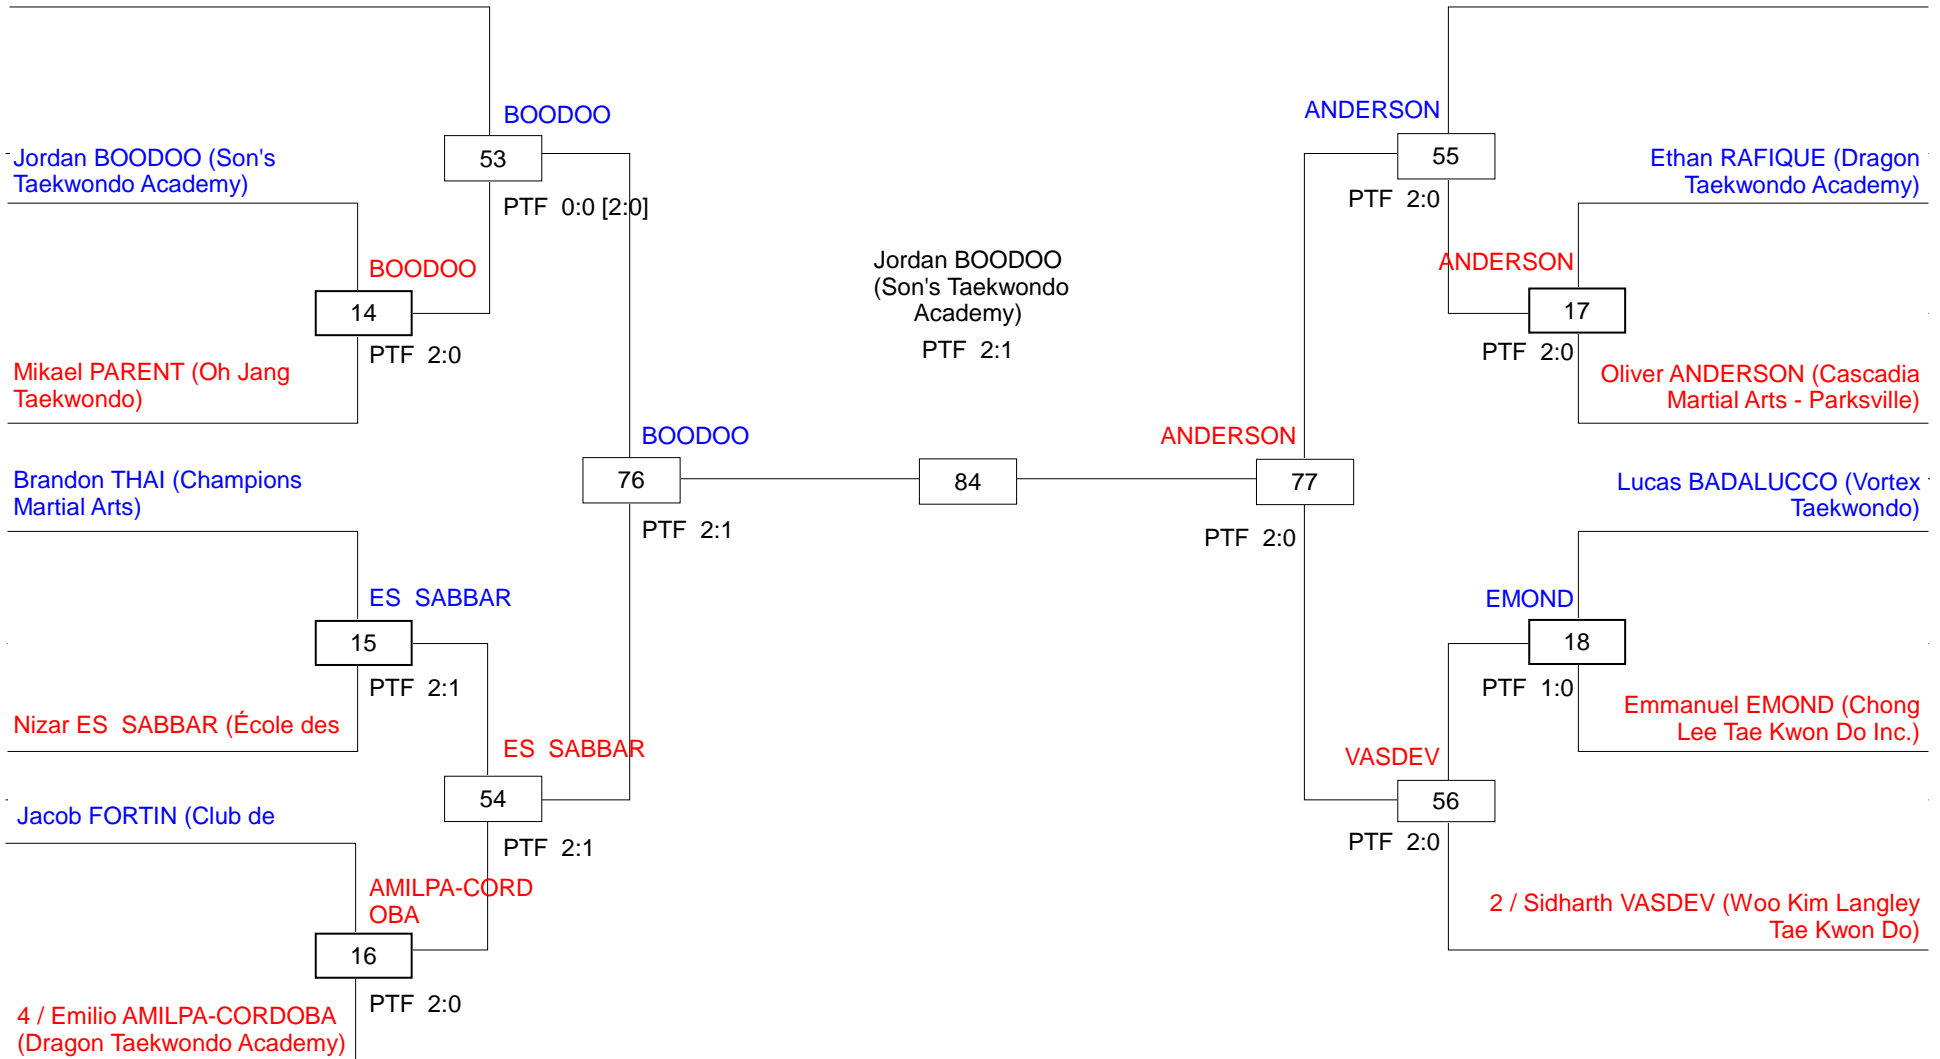 BOODOO
53
PTF 0:0 [2:0]
Jordan BOODOO (Son's
Taekwondo Academy)
BOODOO
14
PTF 2:0
Mikael PARENT (Oh Jang
Taekwondo)
BOODOO
76
PTF 2:1
Brandon THAI (Champions
Martial Arts)
ES SABBAR
15
PTF 2:1
Nizar ES SABBAR (École des
ES SABBAR
54
PTF 2:1
Jacob FORTIN (Club de
AMILPA-CORD
OBA
16
PTF 2:0
4 / Emilio AMILPA-CORDOBA
(Dragon Taekwondo Academy)
Jordan BOODOO
(Son's Taekwondo
Academy)
PTF 2:1
84
ANDERSON
55
PTF 2:0
Ethan RAFIQUE (Dragon
Taekwondo Academy)
ANDERSON
17
PTF 2:0
Oliver ANDERSON (Cascadia
Martial Arts - Parksville)
ANDERSON
77
PTF 2:0
Lucas BADALUCCO (Vortex
Taekwondo)
EMOND
18
PTF 1:0
Emmanuel EMOND (Chong
Lee Tae Kwon Do Inc.)
VASDEV
56
PTF 2:0
2 / Sidharth VASDEV (Woo Kim Langley
Tae Kwon Do)